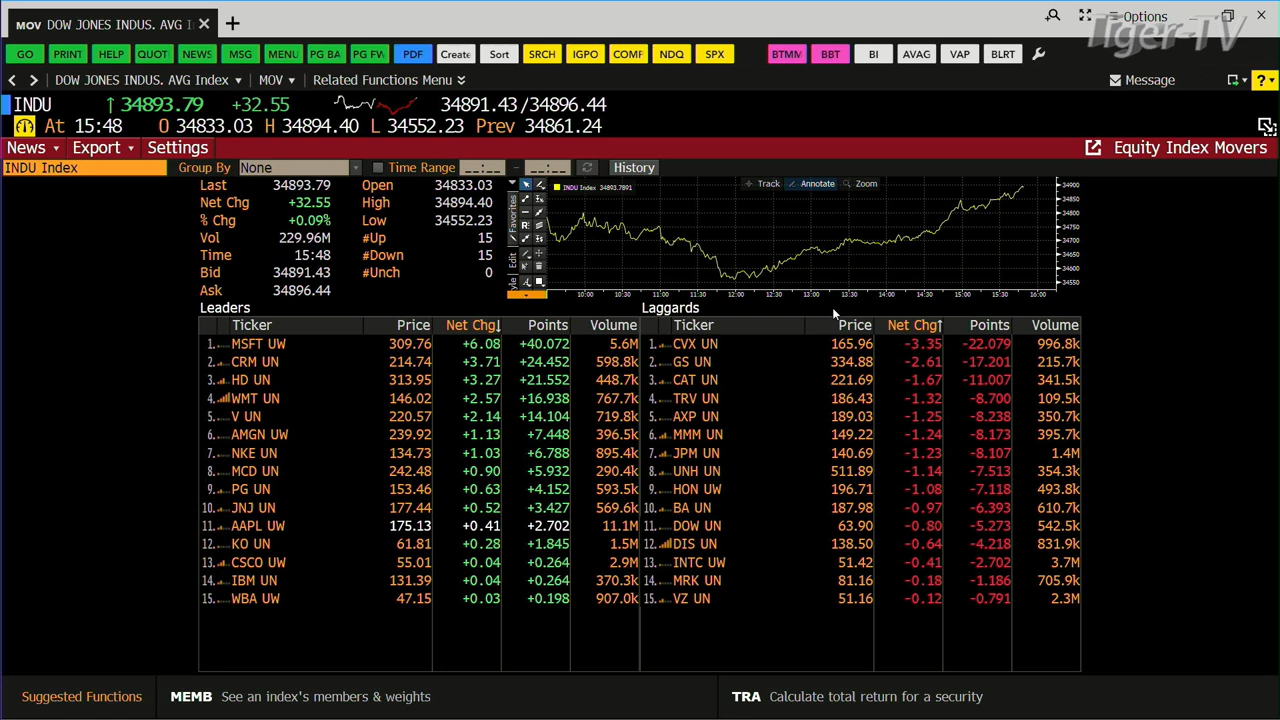 MOV DOW JONES INDUS. AVG I
Options
Tiger-TV
GO PRINT HELP QUOT NEWS MSG MENU PG BA PG FW PDF Create Sort SRCH IGPO COMF NDQ SPX BTMM BBT BI AVAG VAP BLRT
DOW JONES INDUS. AVG Index MOV Related Functions Menu Message
INDU 34893.79 +32.55 34891.43/34896.44
At 15:48 O 34833.03 H 34894.40 L 34552.23 Prev 34861.24
News Export Settings Equity Index Movers
INDU Index Group By None Time Range --:-- - --:-- History
Last 34893.79 Open 34833.03
Net Chg +32.55 High 34894.40
% Chg +0.09% Low 34552.23
Vol 229.96M #Up 15
Time 15:48 #Down 15
Bid 34891.43 #Unch 0
Ask 34896.44
Favorites
Edit
INDU Index 34893.7891
Track Annotate Zoom
34900
34850
34800
34750
34700
34650
34600
34550
10:00 10:30 11:00 11:30 12:00 12:30 13:00 13:30 14:00 14:30 15:00 15:30 16:00
Leaders
Ticker Price Net Chg↓ Points Volume
1. MSFT UW 309.76 +6.08 +40.072 5.6M
2. CRM UN 214.74 +3.71 +24.452 598.8k
3. HD UN 313.95 +3.27 +21.552 448.7k
4. WMT UN 146.02 +2.57 +16.938 767.7k
5. V UN 220.57 +2.14 +14.104 719.8k
6. AMGN UW 239.92 +1.13 +7.448 396.5k
7. NKE UN 134.73 +1.03 +6.788 895.4k
8. MCD UN 242.48 +0.90 +5.932 290.4k
9. PG UN 153.46 +0.63 +4.152 593.5k
10. JNJ UN 177.44 +0.52 +3.427 569.6k
11. AAPL UW 175.13 +0.41 +2.702 11.1M
12. KO UN 61.81 +0.28 +1.845 1.5M
13. CSCO UW 55.01 +0.04 +0.264 2.9M
14. IBM UN 131.39 +0.04 +0.264 370.3k
15. WBA UW 47.15 +0.03 +0.198 907.0k
Laggards
Ticker Price Net Chg↑ Points Volume
1. CVX UN 165.96 -3.35 -22.079 996.8k
2. GS UN 334.88 -2.61 -17.201 215.7k
3. CAT UN 221.69 -1.67 -11.007 341.5k
4. TRV UN 186.43 -1.32 -8.700 109.5k
5. AXP UN 189.03 -1.25 -8.238 350.7k
6. MMM UN 149.22 -1.24 -8.173 395.7k
7. JPM UN 140.69 -1.23 -8.107 1.4M
8. UNH UN 511.89 -1.14 -7.513 354.3k
9. HON UW 196.71 -1.08 -7.118 493.8k
10. BA UN 187.98 -0.97 -6.393 610.7k
11. DOW UN 63.90 -0.80 -5.273 542.5k
12. DIS UN 138.50 -0.64 -4.218 831.9k
13. INTC UW 51.42 -0.41 -2.702 3.7M
14. MRK UN 81.16 -0.18 -1.186 705.9k
15. VZ UN 51.16 -0.12 -0.791 2.3M
Suggested Functions MEMB See an index's members & weights TRA Calculate total return for a security